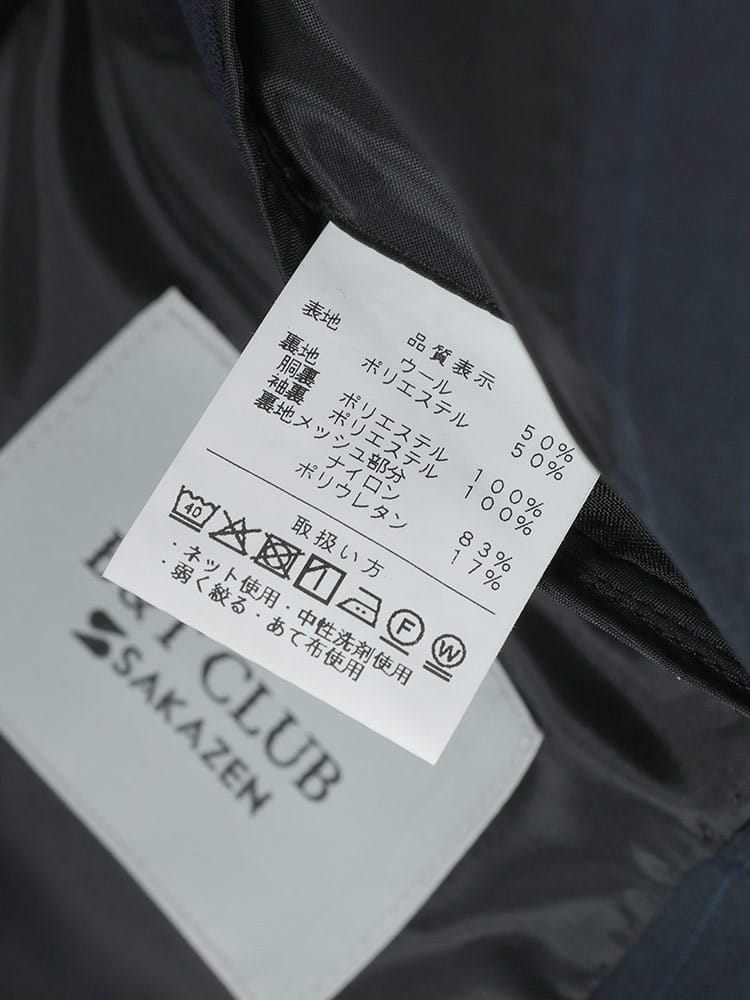 品質表示
表地 ウール 50%
ポリエステル 50%
裏地
胴裏 ポリエステル 100%
袖裏 ポリエステル 100%
裏地メッシュ部分
ナイロン 83%
ポリウレタン 17%
取扱い方
40 F W
・ネット使用・中性洗剤使用
・弱く絞る・あて布使用
CLUB
SAKAZEN